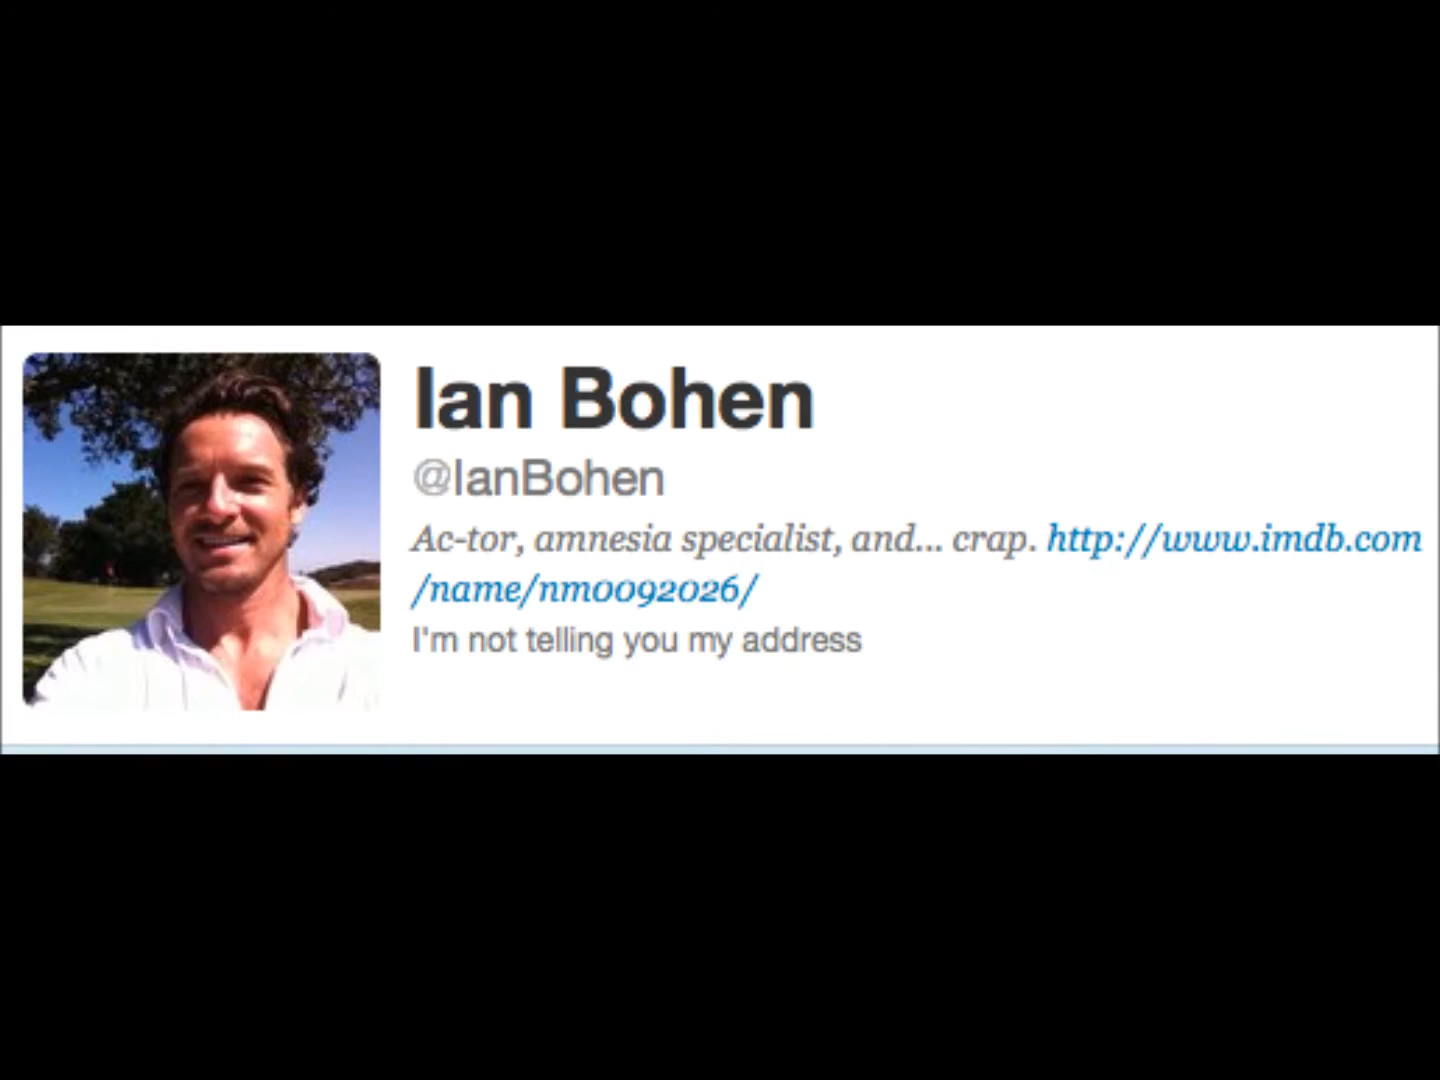 Ian Bohen
@IanBohen
Ac-tor, amnesia specialist, and... crap. http://www.imdb.com
/name/nm0092026/
I'm not telling you my address